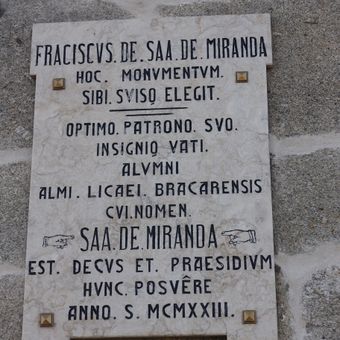 FRACISCVS. DE. SAA. DE. MIRANDA
HOC. MONVMENTVM.
SIBI. SVISQ ELEGIT.
OPTIMO. PATRONO. SVO.
INSIGNIQ VATI.
ALVMNI
ALMI. LICAEI. BRACARENSIS
CVI. NOMEN.
SAA. DE. MIRANDA
EST. DECVS ET. PRAESIDIVM
HVNC. POSVÊRE
ANNO. S. MCMXXIII.